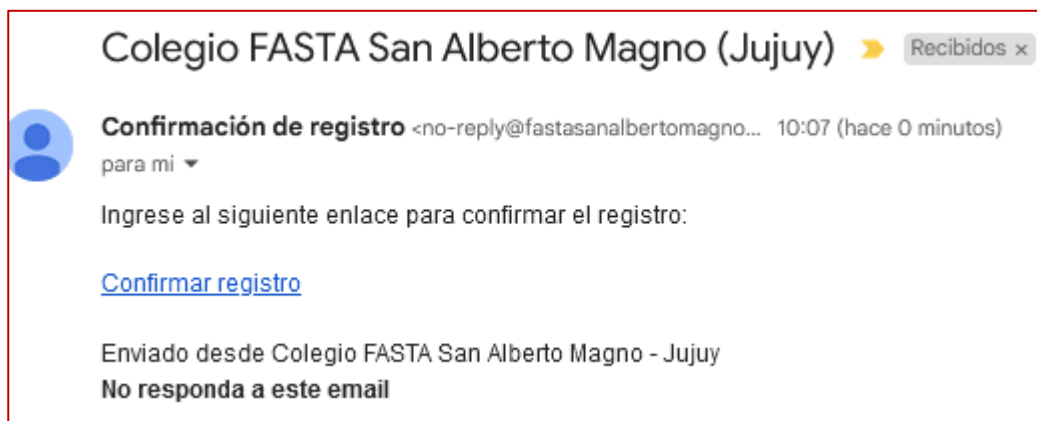 Colegio FASTA San Alberto Magno (Jujuy) Recibidos x
Confirmación de registro <no-reply@fastasanalbertomagno... 10:07 (hace 0 minutos)
para mi
Ingrese al siguiente enlace para confirmar el registro:
Confirmar registro
Enviado desde Colegio FASTA San Alberto Magno - Jujuy
No responda a este email